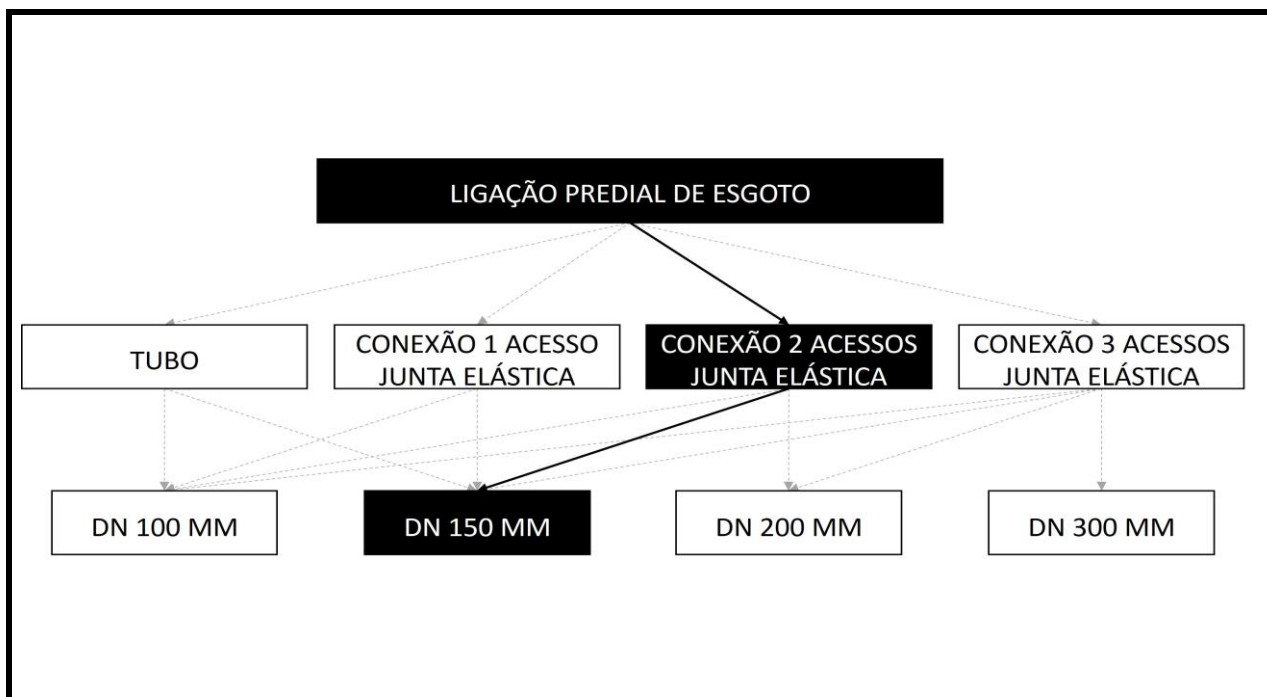 LIGAÇÃO PREDIAL DE ESGOTO
TUBO
CONEXÃO 1 ACESSO
JUNTA ELÁSTICA
CONEXÃO 2 ACESSOS
JUNTA ELÁSTICA
CONEXÃO 3 ACESSOS
JUNTA ELÁSTICA
DN 100 MM
DN 150 MM
DN 200 MM
DN 300 MM